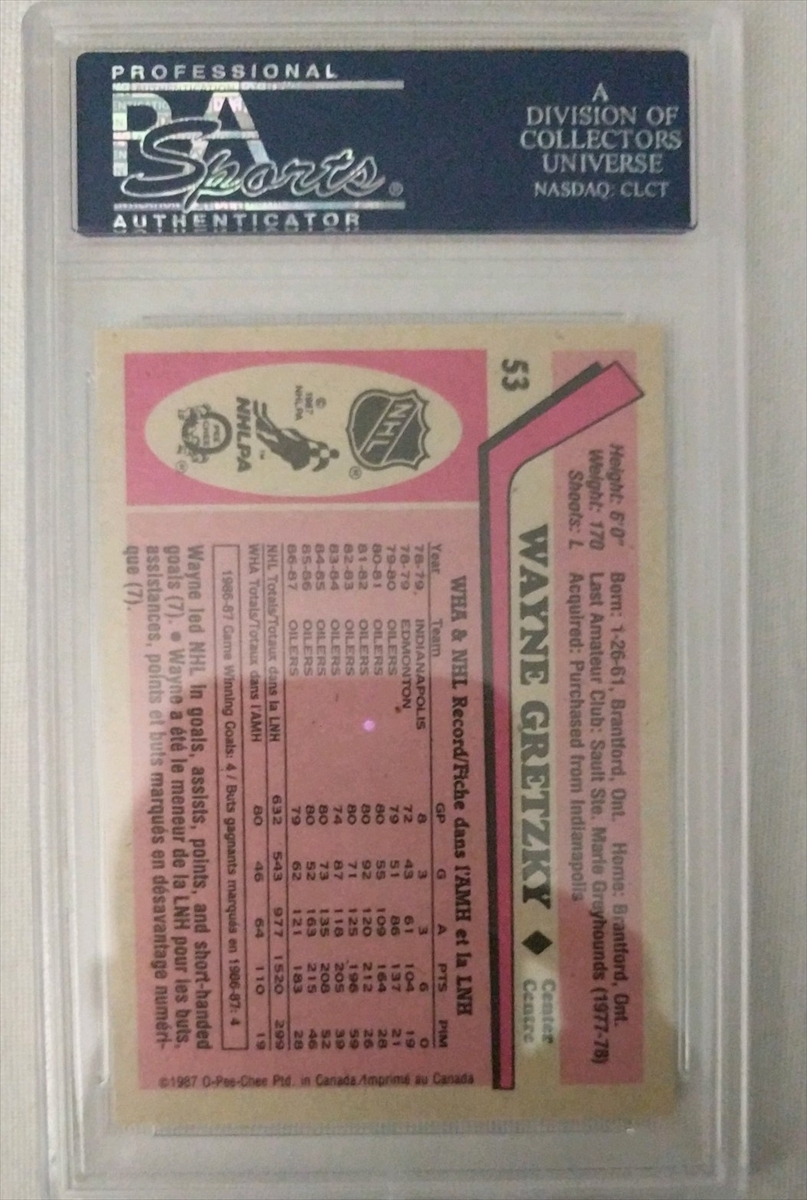 PROFESSIONAL
PSA
Sports®
AUTHENTICATOR
A
DIVISION OF
COLLECTORS
UNIVERSE
NASDAQ: CLCT
53
Height: 6'0" Born: 1-26-61, Brantford, Ont. Home: Brantford, Ont.
Weight: 170 Last Amateur Club: Sault Ste. Marie Greyhounds (1977-78)
Shoots: L Acquired: Purchased from Indianapolis
WAYNE GRETZKY ◆ Center
Centre
NHL
®
© 1987 NHLPA
NHLPA
™
O-PEE-CHEE
®
WHA & NHL Record/Fiche dans l'AMH et la LNH
Year Team GP G A PTS PIM
78-79, INDIANAPOLIS 8 3 3 6 0
78-79 EDMONTON* 72 43 61 104 19
79-80 OILERS 79 51 86 137 21
80-81 OILERS 80 55 109 164 28
81-82 OILERS 80 92 120 212 26
82-83 OILERS 80 71 125 196 59
83-84 OILERS 74 87 118 205 39
84-85 OILERS 80 73 135 208 52
85-86 OILERS 80 52 163 215 46
86-87 OILERS 79 62 121 183 28
NHL Totals/Totaux dans la LNH 632 543 977 1520 299
WHA Totals/Totaux dans l'AMH 80 46 64 110 19
1986-87 Game Winning Goals: 4 / Buts gagnants marqués en 1986-87: 4
Wayne led NHL in goals, assists, points, and short-handed
goals (7). ● Wayne a été le meneur de la LNH pour les buts,
assistances, points et buts marqués en désavantage numéri-
que (7).
©1987 O-Pee-Chee Ptd. in Canada/Imprimé au Canada